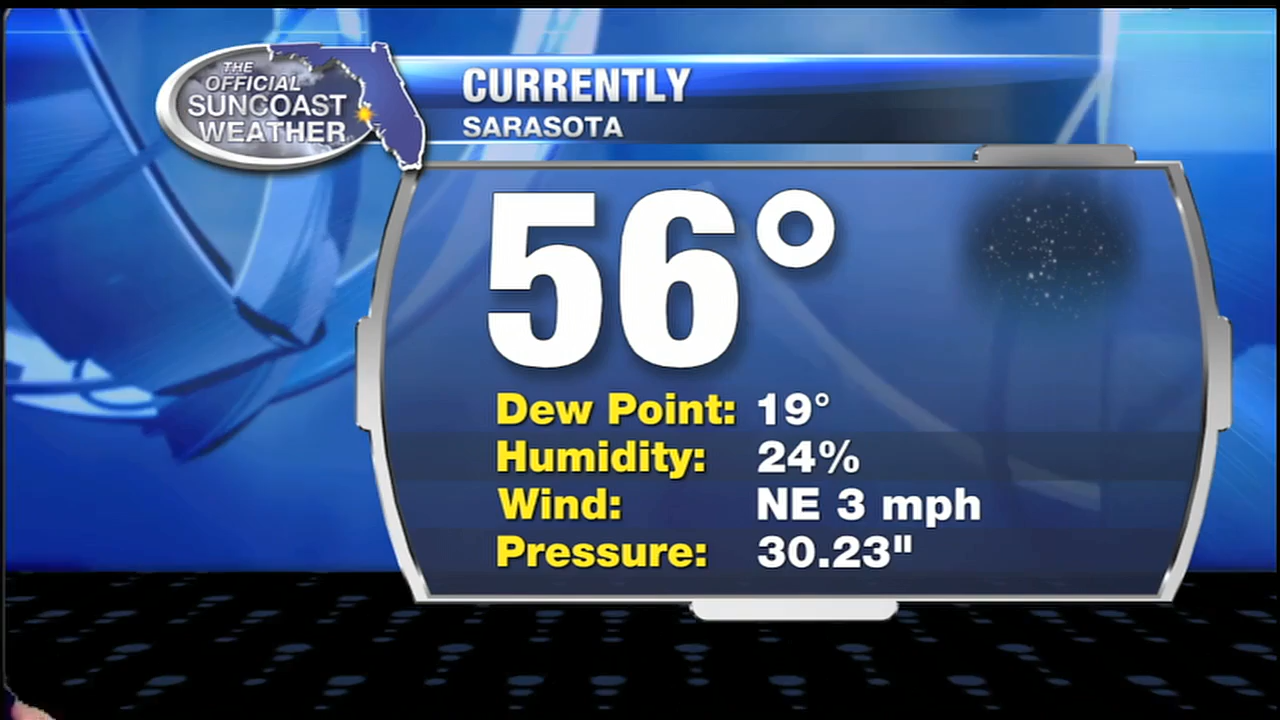 THE
OFFICIAL
SUNCOAST
WEATHER
CURRENTLY
SARASOTA
56°
Dew Point: 19°
Humidity: 24%
Wind: NE 3 mph
Pressure: 30.23"